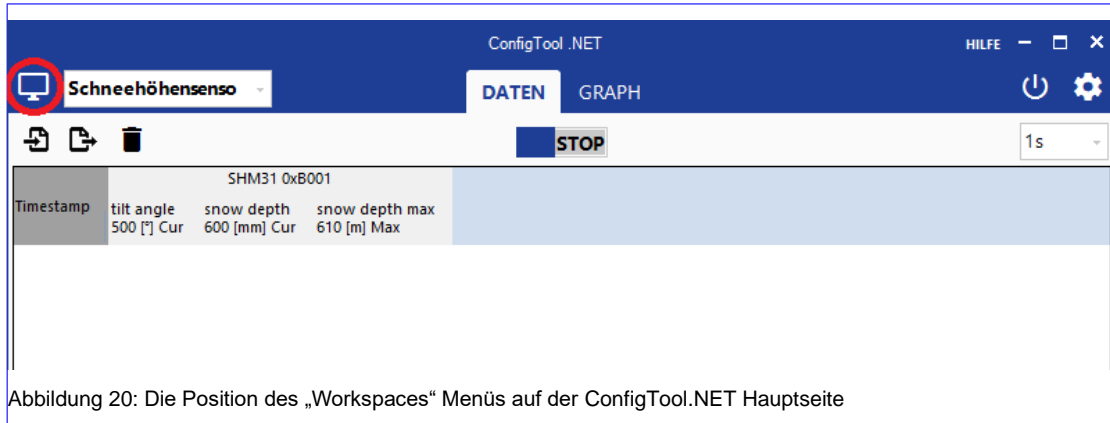 ConfigTool .NET
HILFE
Schneehöhensenso
DATEN
GRAPH
STOP
1s
SHM31 0xB001
Timestamp
tilt angle
500 [°] Cur
snow depth
600 [mm] Cur
snow depth max
610 [m] Max
Abbildung 20: Die Position des „Workspaces“ Menüs auf der ConfigTool.NET Hauptseite